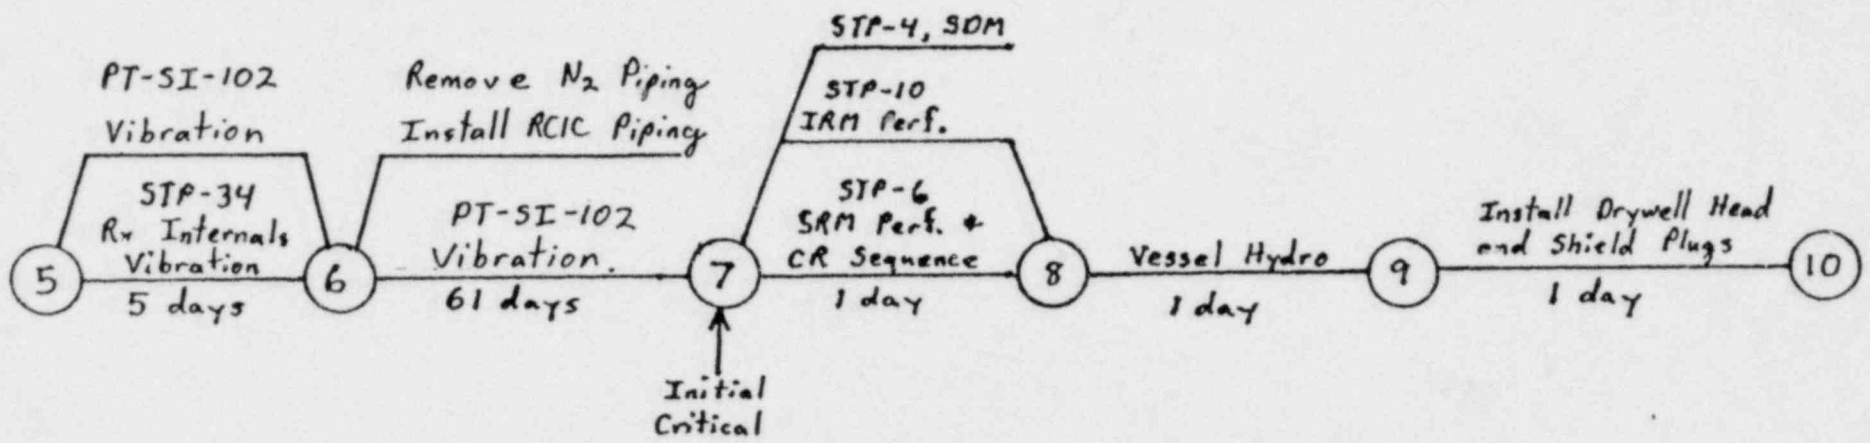 PT-SI-102
Vibration
STP-34
Rx Internals
Vibration
5 days
5
6
Remove N2 Piping
Install RCIC Piping
PT-SI-102
Vibration.
61 days
7
Initial
Critical
STP-4, SDM
STP-10
IRM Perf.
STP-6
SRM Perf. &
CR Sequence
1 day
8
Vessel Hydro
1 day
9
Install Drywell Head
and Shield Plugs
1 day
10